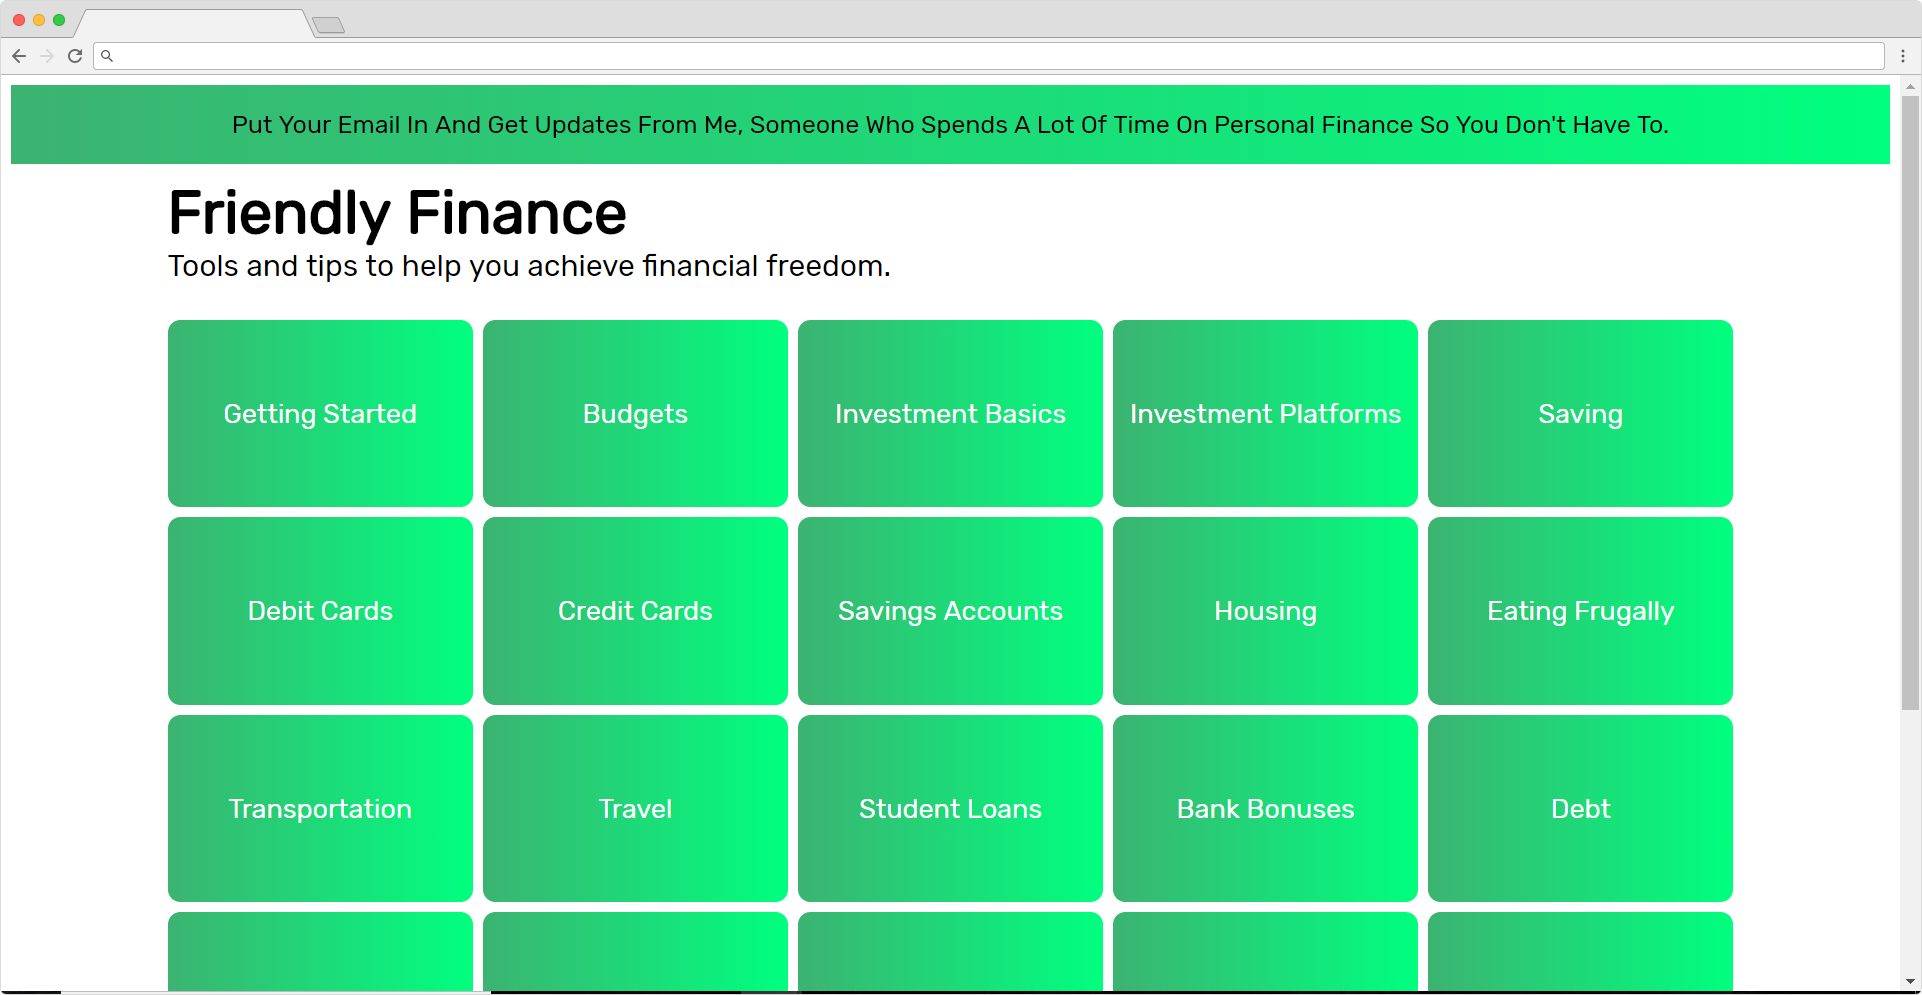 Put Your Email In And Get Updates From Me, Someone Who Spends A Lot Of Time On Personal Finance So You Don't Have To.
Friendly Finance
Tools and tips to help you achieve financial freedom.
Getting Started
Budgets
Investment Basics
Investment Platforms
Saving
Debit Cards
Credit Cards
Savings Accounts
Housing
Eating Frugally
Transportation
Travel
Student Loans
Bank Bonuses
Debt